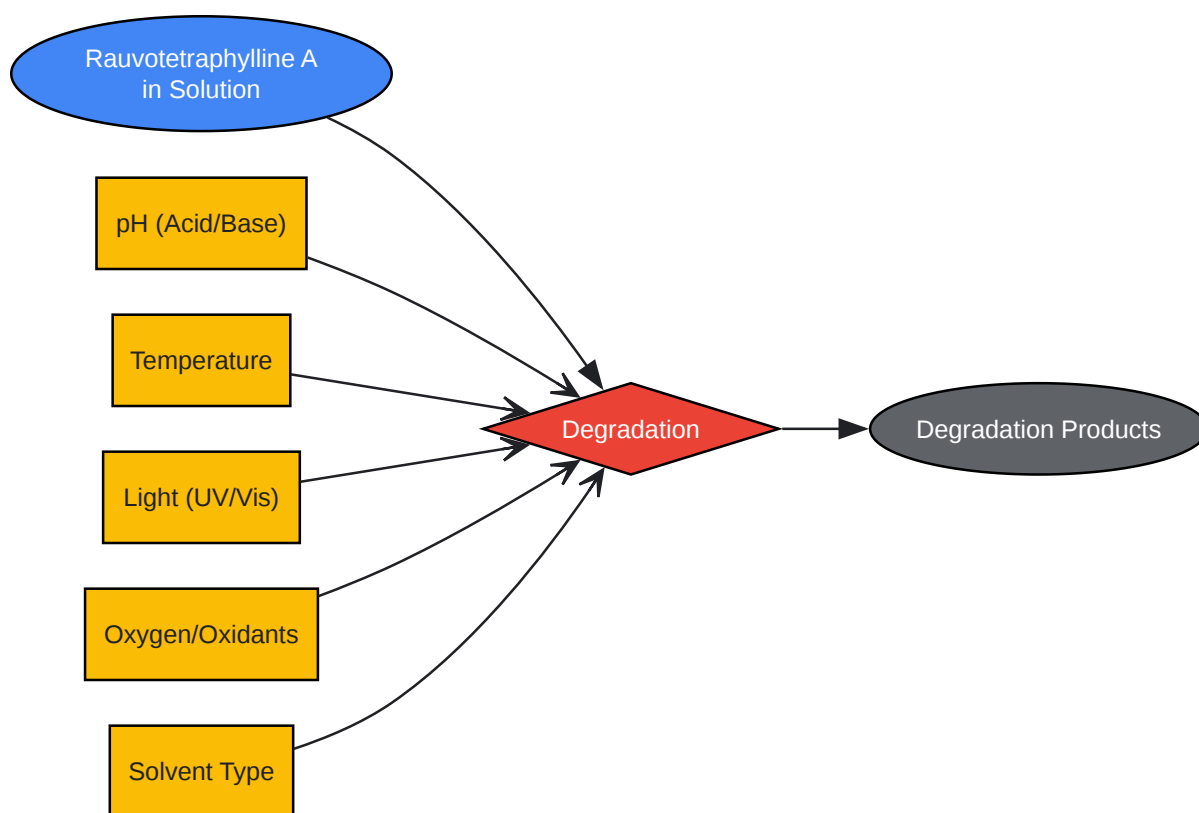 Rauvotetraphylline A
in Solution
pH (Acid/Base)
Temperature
Light (UV/Vis)
Oxygen/Oxidants
Solvent Type
Degradation
Degradation Products